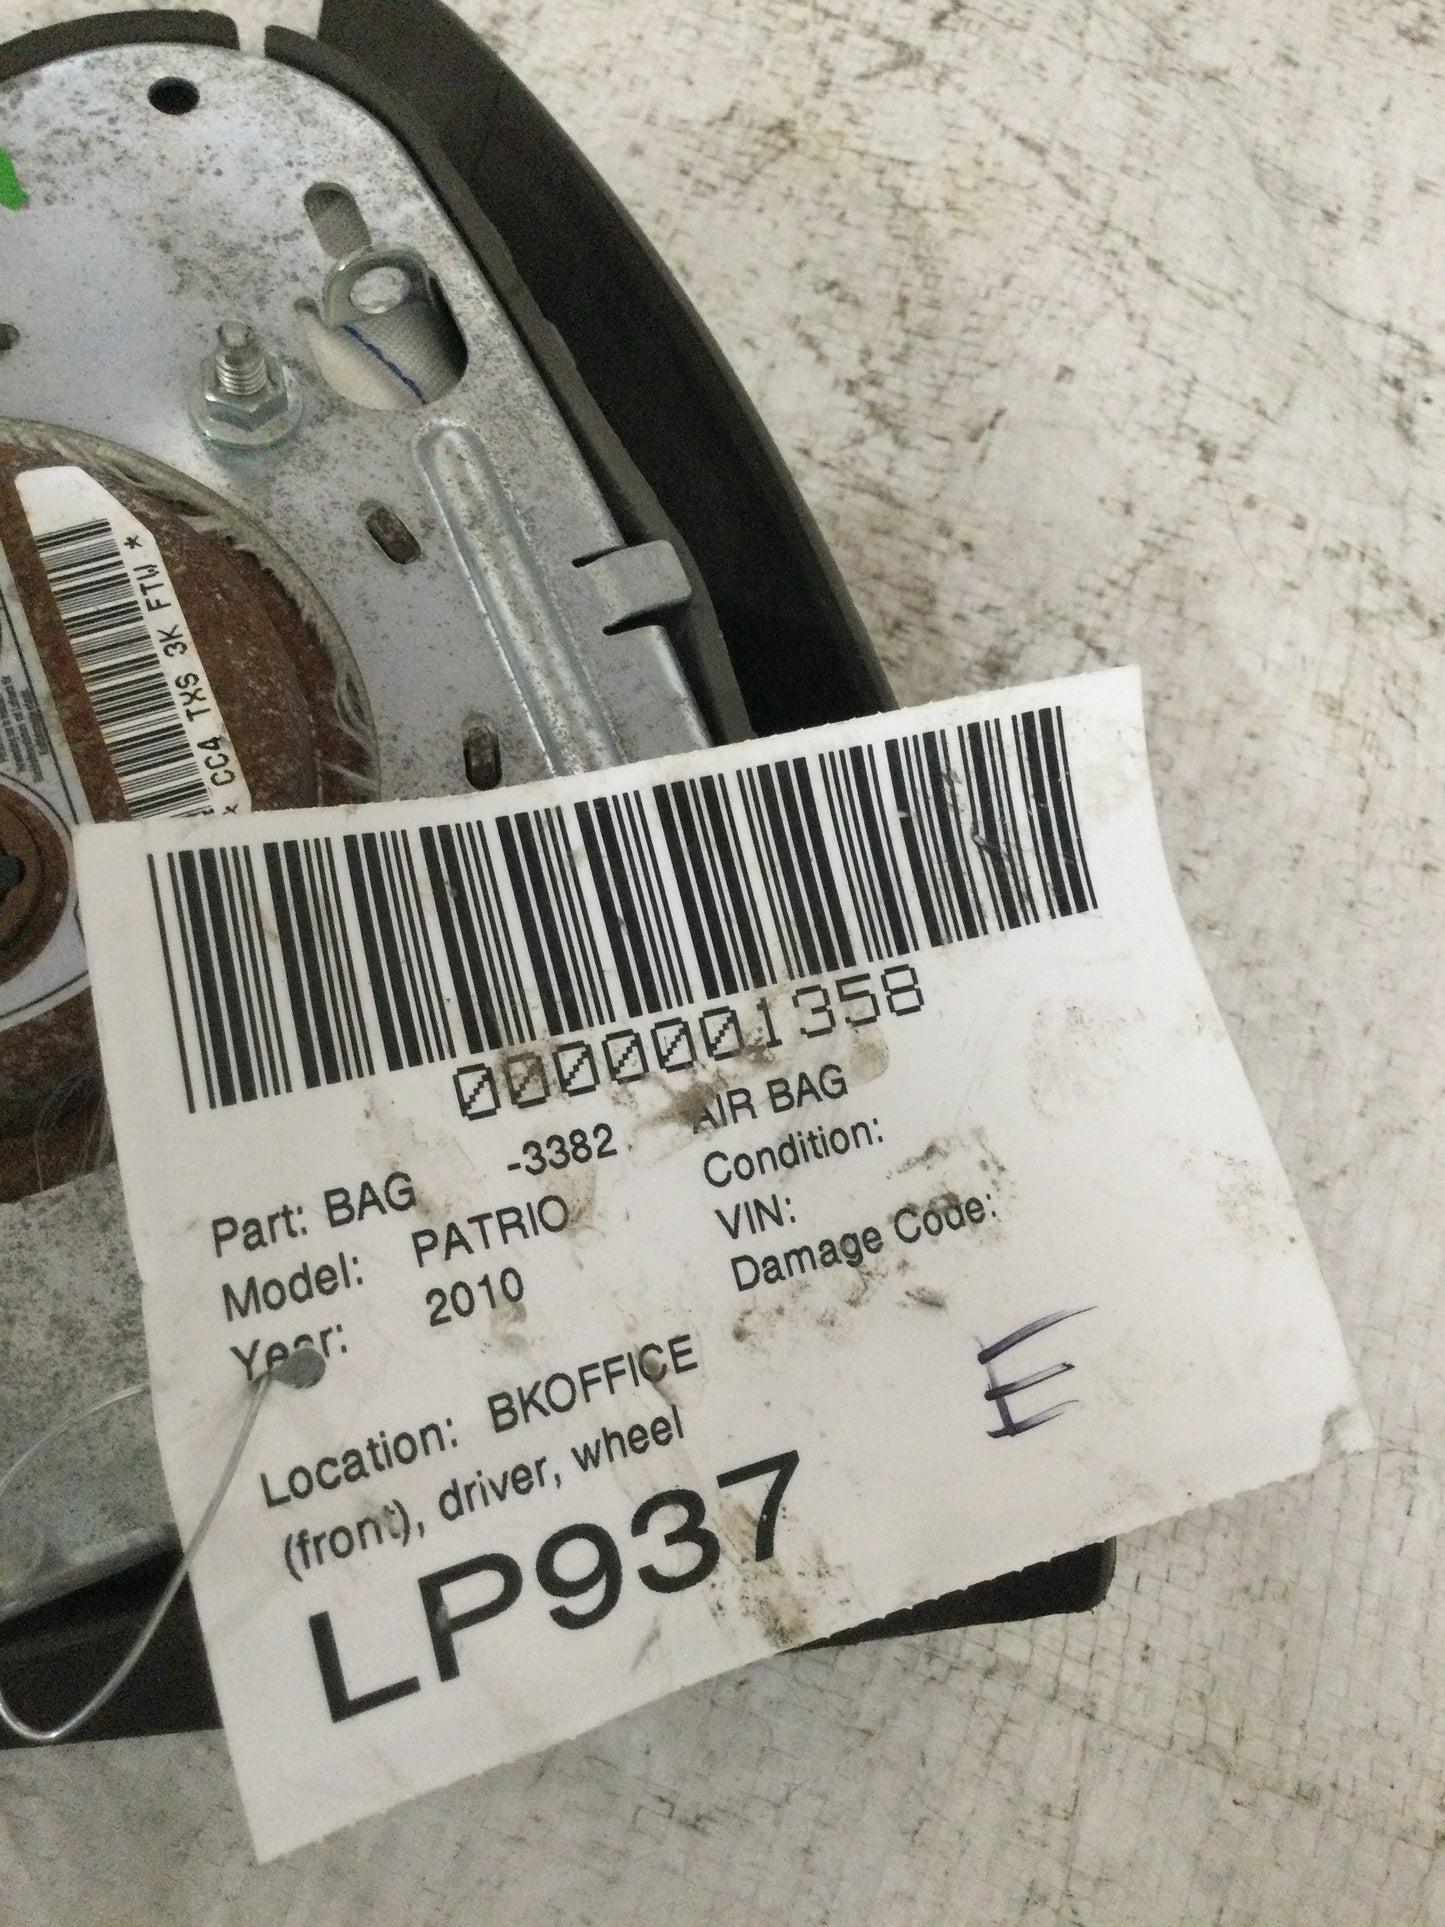 CC4 TXS 3K FTW *
0000001358
Part: BAG -3382 AIR BAG
Model: PATRIO Condition:
Year: 2010 VIN:
Damage Code:
Location: BKOFFICE
(front), driver, wheel
E
LP937